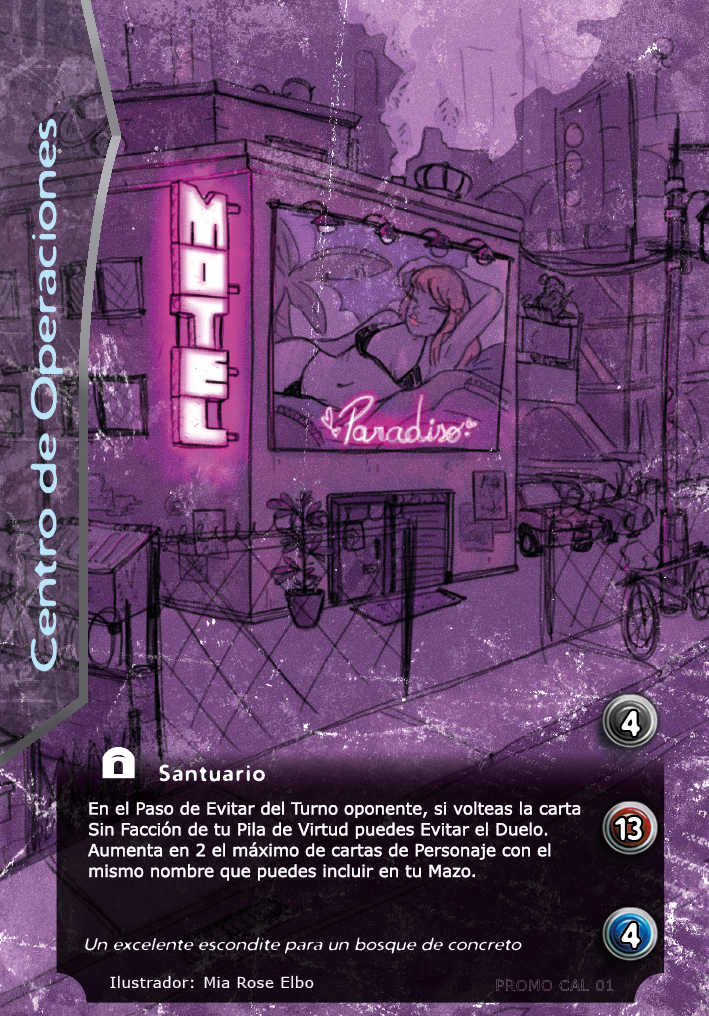 Centro de Operaciones
MOTEL
Paradiso
4
Santuario
En el Paso de Evitar del Turno oponente, si volteas la carta
Sin Facción de tu Pila de Virtud puedes Evitar el Duelo.
Aumenta en 2 el máximo de cartas de Personaje con el
mismo nombre que puedes incluir en tu Mazo.
13
4
Un excelente escondite para un bosque de concreto
Ilustrador: Mia Rose Elbo
PROMO CAL 01